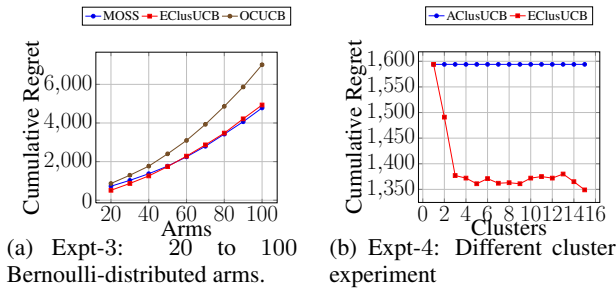 MOSS EClusUCB OCUCB
Cumulative Regret
6,000
4,000
2,000
0
20 40 60 80 100
Arms
(a) Expt-3: 20 to 100
Bernoulli-distributed arms.
AClusUCB EClusUCB
Cumulative Regret
1,600
1,550
1,500
1,450
1,400
1,350
0 2 4 6 8 10 12 14 16
Clusters
(b) Expt-4: Different cluster
experiment